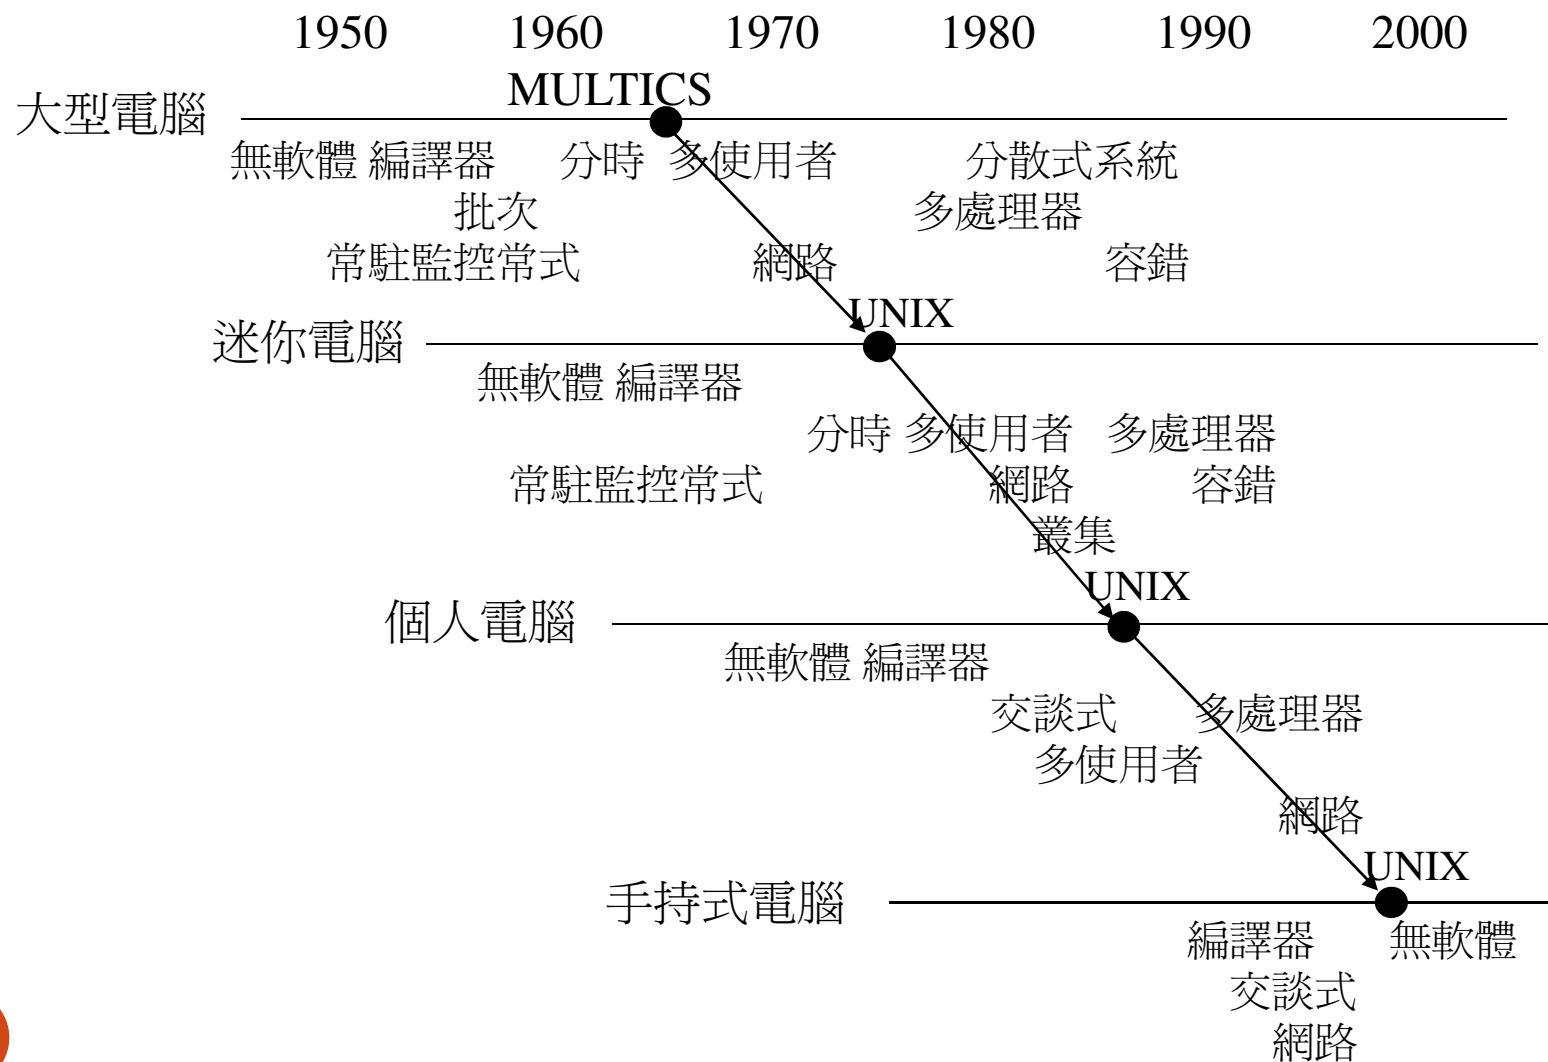 1950 1960 1970 1980 1990 2000
MULTICS
大型電腦
無軟體 編譯器 分時 多使用者 分散式系統
批次 多處理器
常駐監控常式 網路 容錯
UNIX
迷你電腦
無軟體 編譯器
分時 多使用者 多處理器
常駐監控常式 網路 容錯
叢集
UNIX
個人電腦
無軟體 編譯器
交談式 多處理器
多使用者
網路
UNIX
手持式電腦
編譯器 無軟體
交談式
網路